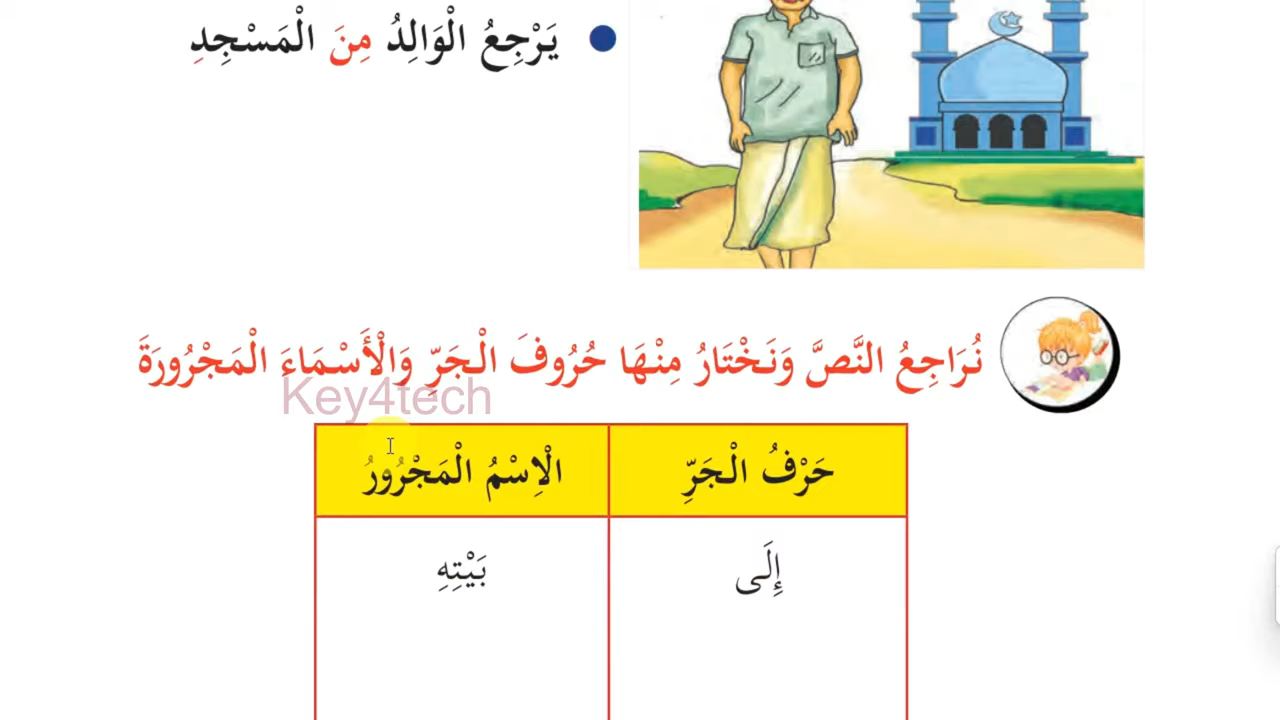 يَرْجِعُ الْوَالِدُ مِنَ الْمَسْجِدِ
نُرَاجِعُ النَّصَّ وَنَخْتَارُ مِنْهَا حُرُوفَ الْجَرِّ وَالْأَسْمَاءَ الْمَجْرُورَةَ
Key4tech
حَرْفُ الْجَرِّ الْاِسْمُ الْمَجْرُورُ
إِلَى بَيْتِهِ